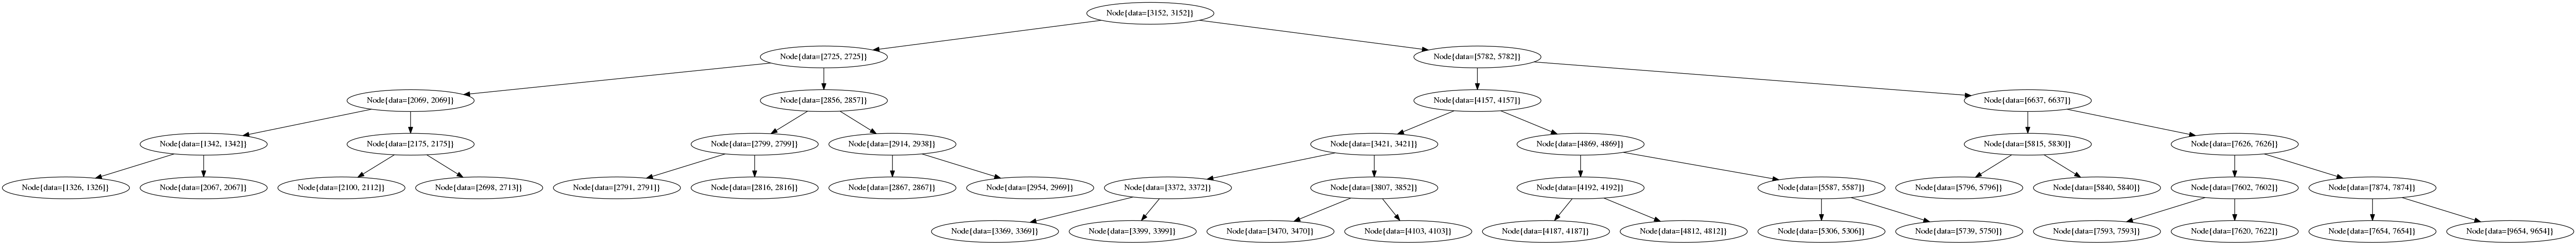 Node{data=[3152, 3152]}
Node{data=[2725, 2725]}
Node{data=[5782, 5782]}
Node{data=[2069, 2069]}
Node{data=[2856, 2857]}
Node{data=[4157, 4157]}
Node{data=[6637, 6637]}
Node{data=[1342, 1342]}
Node{data=[2175, 2175]}
Node{data=[2799, 2799]}
Node{data=[2914, 2938]}
Node{data=[3421, 3421]}
Node{data=[4869, 4869]}
Node{data=[5815, 5830]}
Node{data=[7626, 7626]}
Node{data=[1326, 1326]}
Node{data=[2067, 2067]}
Node{data=[2100, 2112]}
Node{data=[2698, 2713]}
Node{data=[2791, 2791]}
Node{data=[2816, 2816]}
Node{data=[2867, 2867]}
Node{data=[2954, 2969]}
Node{data=[3372, 3372]}
Node{data=[3807, 3852]}
Node{data=[4192, 4192]}
Node{data=[5587, 5587]}
Node{data=[5796, 5796]}
Node{data=[5840, 5840]}
Node{data=[7602, 7602]}
Node{data=[7874, 7874]}
Node{data=[3369, 3369]}
Node{data=[3399, 3399]}
Node{data=[3470, 3470]}
Node{data=[4103, 4103]}
Node{data=[4187, 4187]}
Node{data=[4812, 4812]}
Node{data=[5306, 5306]}
Node{data=[5739, 5750]}
Node{data=[7593, 7593]}
Node{data=[7620, 7622]}
Node{data=[7654, 7654]}
Node{data=[9654, 9654]}